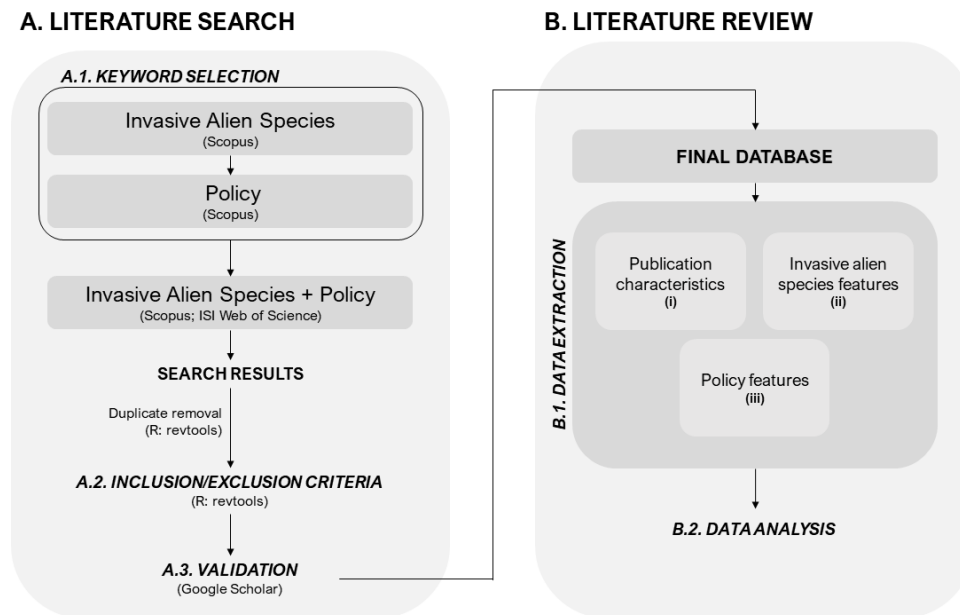 A. LITERATURE SEARCH
A.1. KEYWORD SELECTION
Invasive Alien Species
(Scopus)
Policy
(Scopus)
Invasive Alien Species + Policy
(Scopus; ISI Web of Science)
SEARCH RESULTS
Duplicate removal
(R: revtools)
A.2. INCLUSION/EXCLUSION CRITERIA
(R: revtools)
A.3. VALIDATION
(Google Scholar)
B. LITERATURE REVIEW
FINAL DATABASE
B.1. DATA EXTRACTION
Publication
characteristics
(i)
Invasive alien
species features
(ii)
Policy features
(iii)
B.2. DATA ANALYSIS